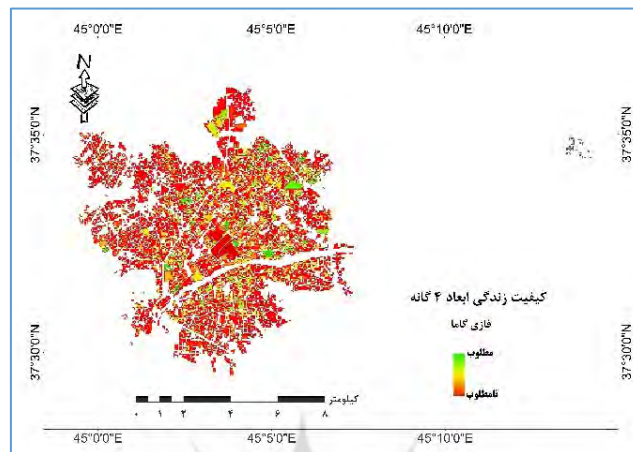 45°0'0"E 45°5'0"E 45°10'0"E
N
37°35'0"N 37°35'0"N
کیفیت زندگی ابعاد ۴ گانه
فازی گاما
مطلوب
37°30'0"N 37°30'0"N
نامطلوب
کیلومتر
۰ ۱ ۲ ۴ ۶ ۸
45°0'0"E 45°5'0"E 45°10'0"E